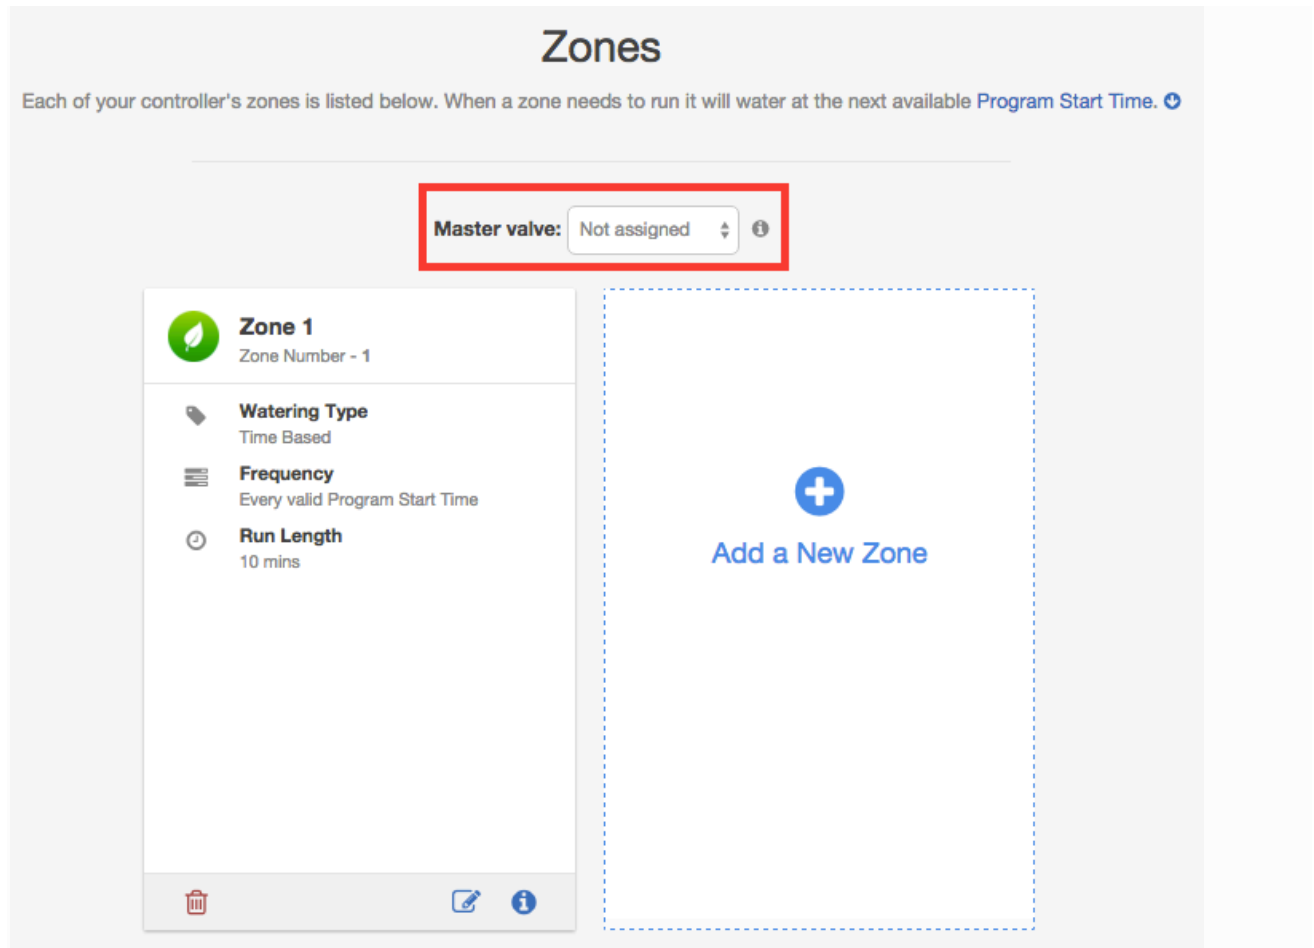 Zones
Each of your controller's zones is listed below. When a zone needs to run it will water at the next available Program Start Time.
Master valve: Not assigned
Zone 1
Zone Number - 1
Watering Type
Time Based
Frequency
Every valid Program Start Time
Run Length
10 mins
Add a New Zone